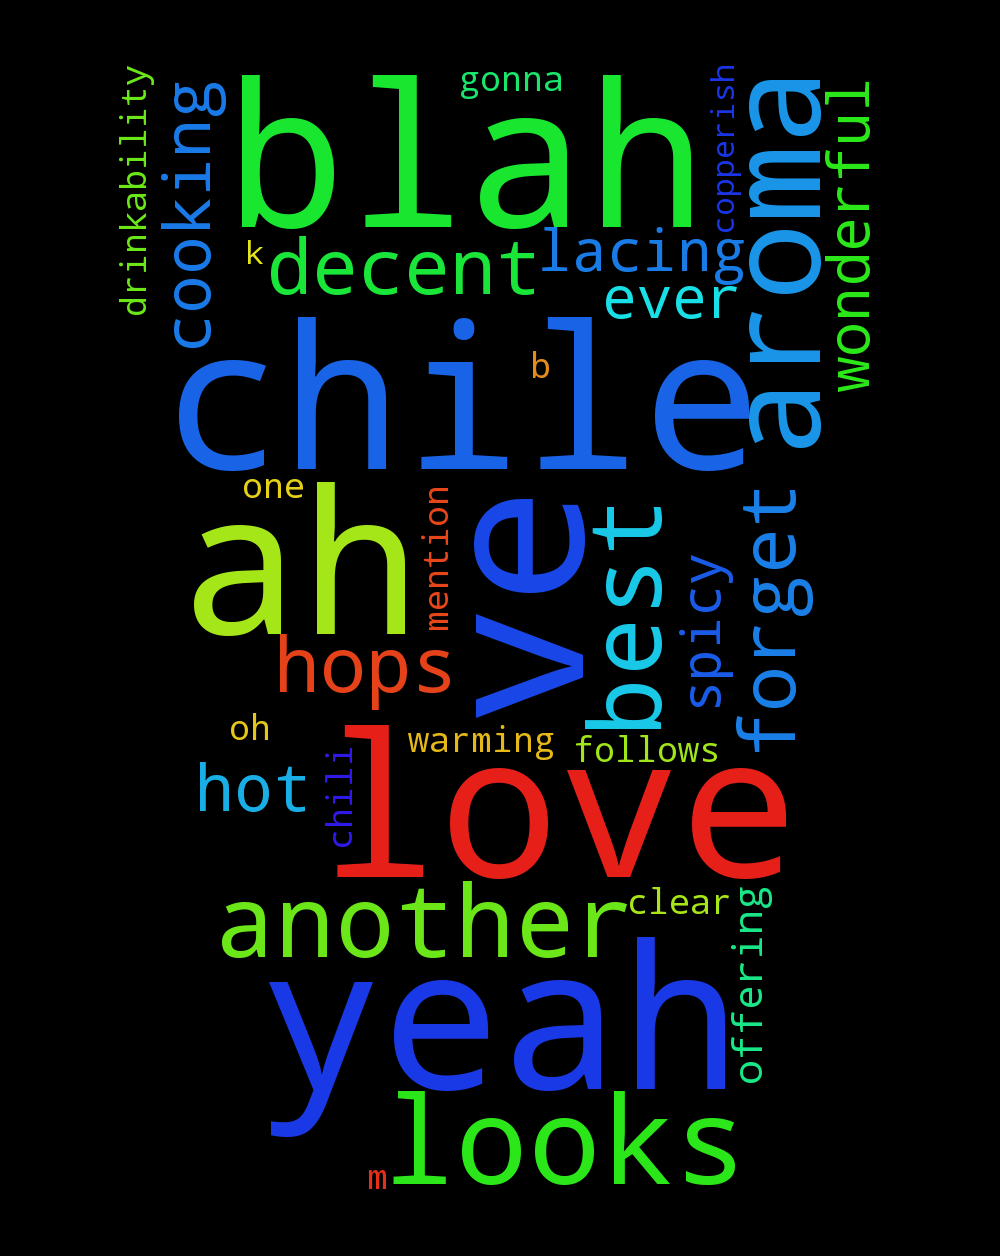 gonna
blah
drinkability
cooking
copperish
aroma
wonderful
k
decent
lacing
ever
chile
b
one
ah
mention
ve
best
spicy
forget
hops
oh
warming
follows
hot
chili
love
another
clear
offering
yeah
looks
m